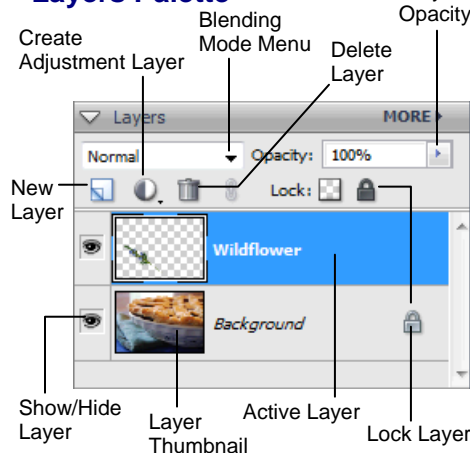 Layers Palette
Opacity
Blending
Mode Menu
Create
Adjustment Layer
Delete
Layer
Layers
MORE
Normal
Opacity:
100%
New
Layer
Lock:
Wildflower
Background
Show/Hide
Layer
Layer
Thumbnail
Active Layer
Lock Layer